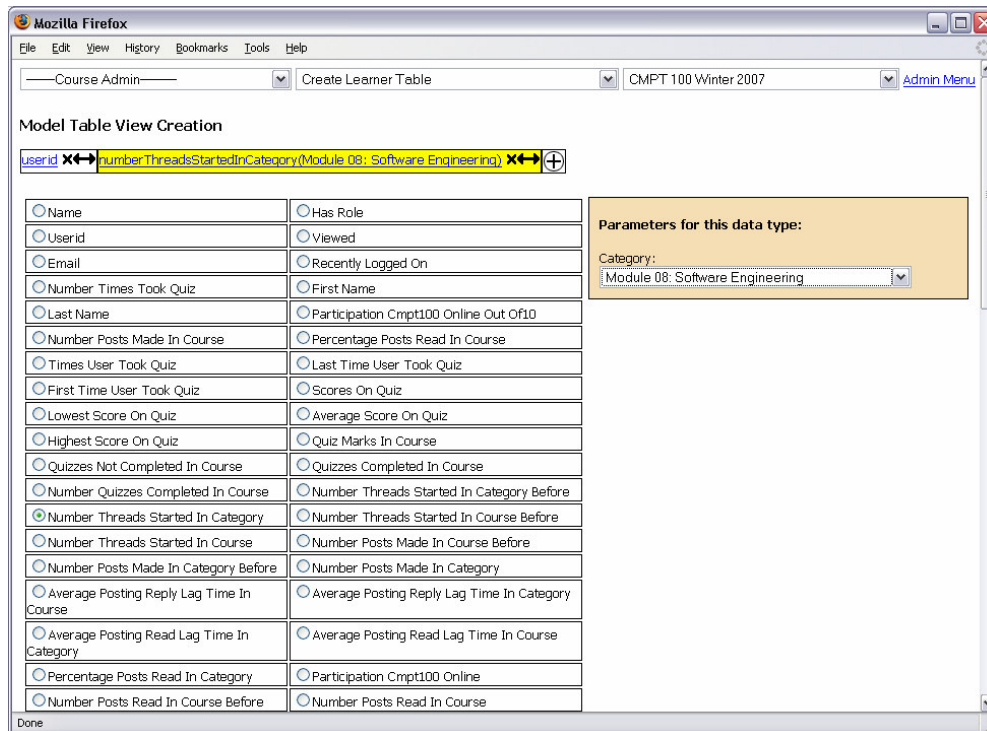 Mozilla Firefox
File Edit View History Bookmarks Tools Help
——Course Admin—— Create Learner Table CMPT 100 Winter 2007 Admin Menu
Model Table View Creation
userid numberThreadsStartedInCategory(Module 08: Software Engineering)
Name Has Role
Userid Viewed
Email Recently Logged On
Number Times Took Quiz First Name
Last Name Participation Cmpt100 Online Out Of10
Number Posts Made In Course Percentage Posts Read In Course
Times User Took Quiz Last Time User Took Quiz
First Time User Took Quiz Scores On Quiz
Lowest Score On Quiz Average Score On Quiz
Highest Score On Quiz Quiz Marks In Course
Quizzes Not Completed In Course Quizzes Completed In Course
Number Quizzes Completed In Course Number Threads Started In Category Before
Number Threads Started In Category Number Threads Started In Course Before
Number Threads Started In Course Number Posts Made In Course Before
Number Posts Made In Category Before Number Posts Made In Category
Average Posting Reply Lag Time In Average Posting Reply Lag Time In Category
Course
Average Posting Read Lag Time In Average Posting Read Lag Time In Course
Category
Percentage Posts Read In Category Participation Cmpt100 Online
Number Posts Read In Course Before Number Posts Read In Course
Parameters for this data type:
Category:
Module 08: Software Engineering
Done